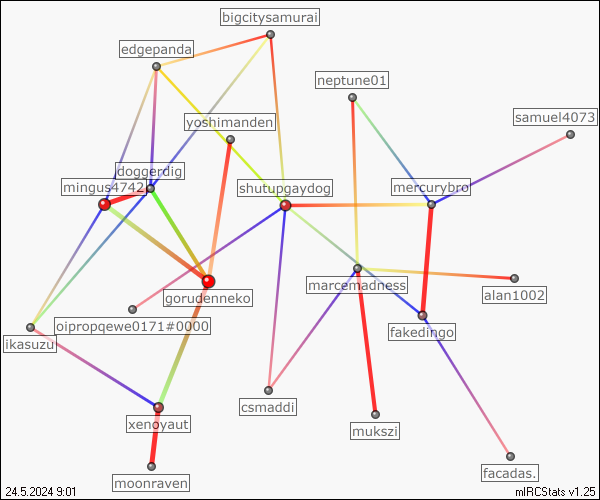 bigcitysamurai
edgepanda
neptune01
samuel4073
yoshimanden
doggerdig
mingus4742
shutupgaydog
mercurybro
marcemadness
gorudenneko
alan1002
oipropqewe0171#0000
fakedingo
ikasuzu
csmaddi
xenoyaut
mukszi
facadas.
moonraven
24.5.2024 9:01
mIRCStats v1.25